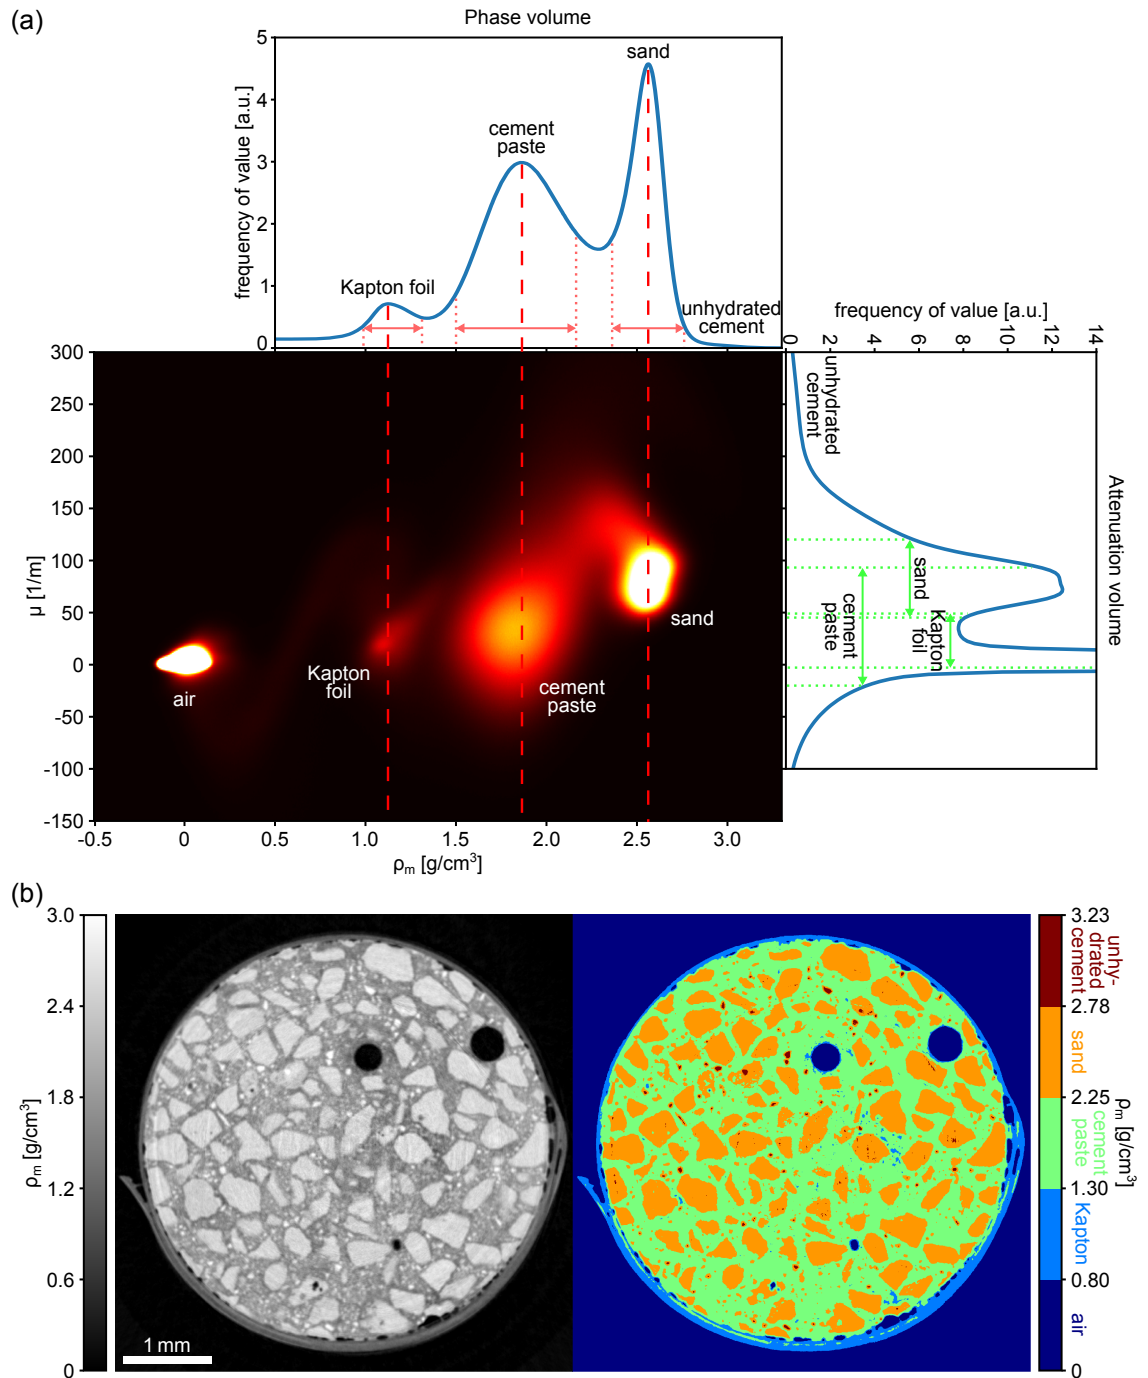 (a)
Phase volume
5
4
3
2
1
0
frequency of value [a.u.]
sand
cement
paste
Kapton foil
unhydrated
cement
frequency of value [a.u.]
0 2 4 6 8 10 12 14
unhydrated
cement
sand
cement
paste
Kapton
foil
Attenuation volume
300
250
200
150
100
50
0
-50
-100
-150
μ [1/m]
air
Kapton
foil
cement
paste
sand
-0.5 0 0.5 1.0 1.5 2.0 2.5 3.0
ρm [g/cm³]
(b)
3.0
2.4
1.8
1.2
0.6
0
ρm [g/cm³]
1 mm
3.23
unhy-
drated
cement
2.78
sand
2.25
cement
paste
1.30
Kapton
0.80
air
0
ρm [g/cm³]